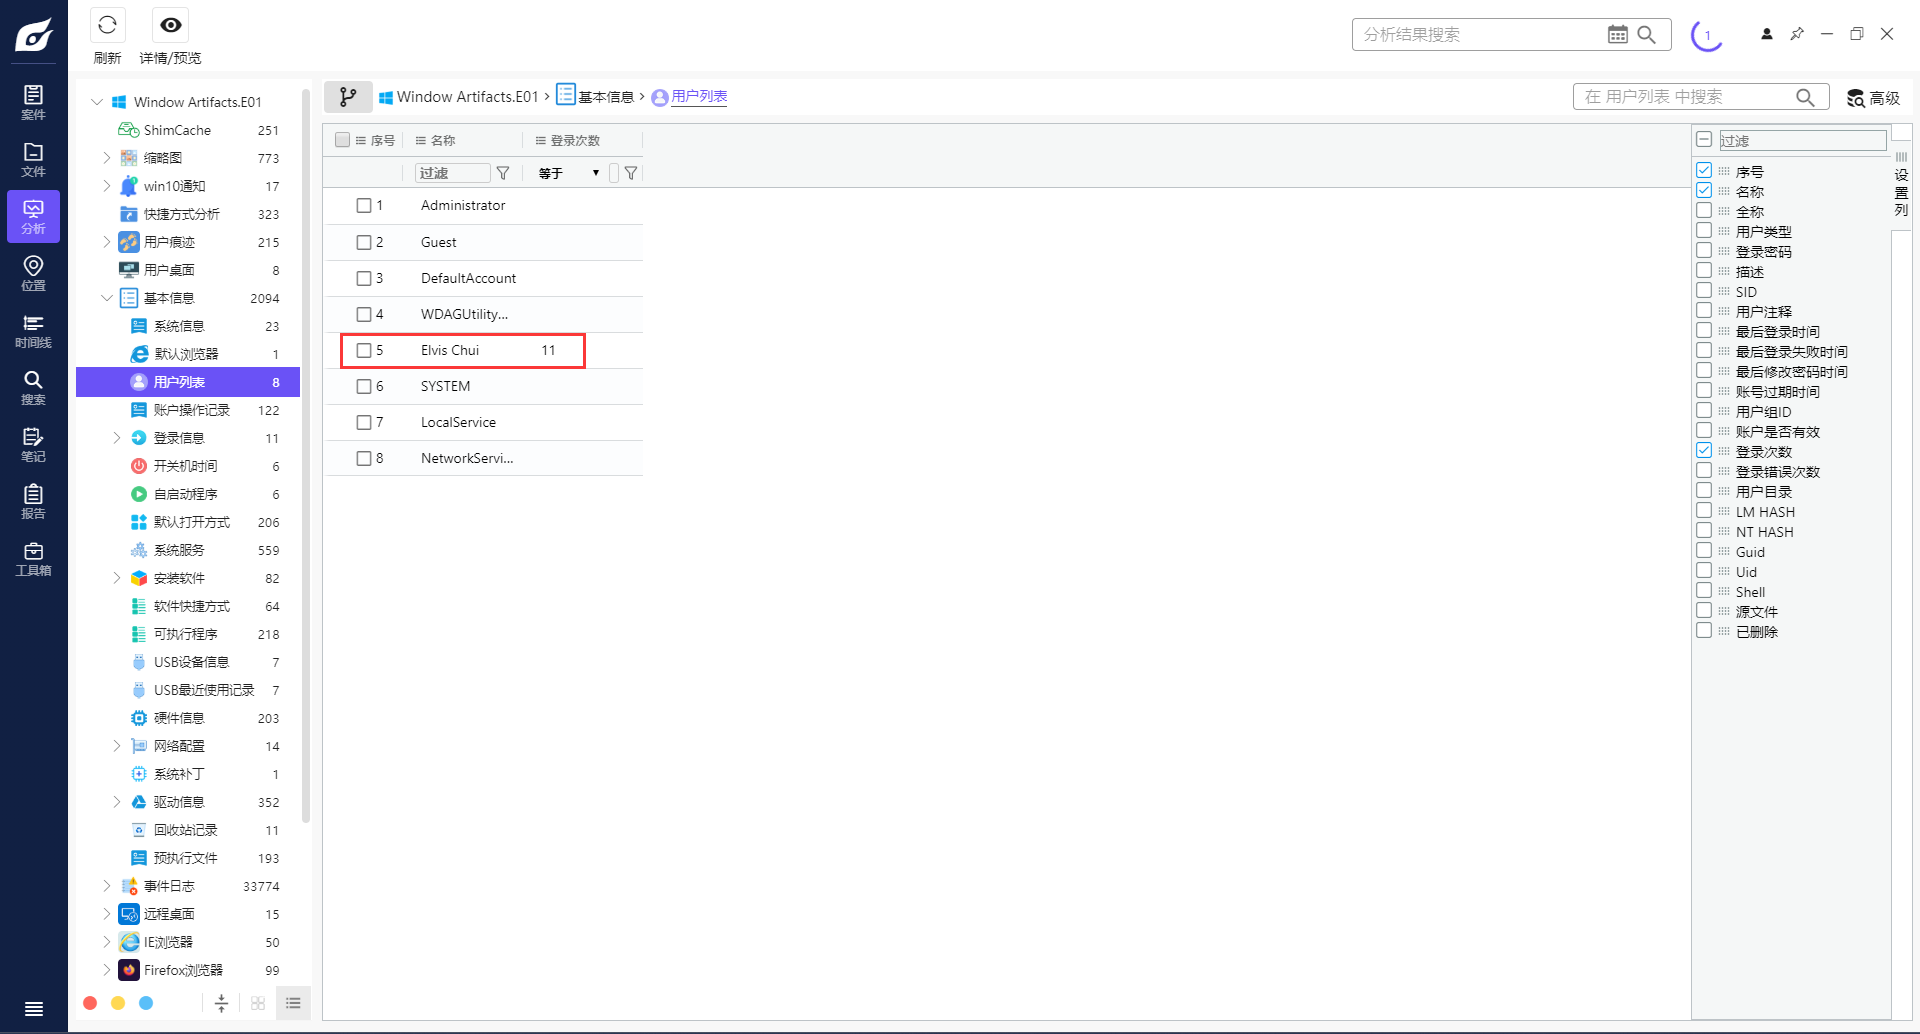 刷新
详情/预览
分析结果搜索
1
案件
文件
分析
位置
时间线
搜索
笔记
报告
工具箱
Window Artifacts.E01
ShimCache 251
缩略图 773
win10通知 17
快捷方式分析 323
用户痕迹 215
用户桌面 8
基本信息 2094
系统信息 23
默认浏览器 1
用户列表 8
账户操作记录 122
登录信息 11
开关机时间 6
自启动程序 6
默认打开方式 206
系统服务 559
安装软件 82
软件快捷方式 64
可执行程序 218
USB设备信息 7
USB最近使用记录 7
硬件信息 203
网络配置 14
系统补丁 1
驱动信息 352
回收站记录 11
预执行文件 193
事件日志 33774
远程桌面 15
IE浏览器 50
Firefox浏览器 99
Window Artifacts.E01 › 基本信息 › 用户列表
在 用户列表 中搜索
高级
序号 名称 登录次数
过滤 等于
1 Administrator
2 Guest
3 DefaultAccount
4 WDAGUtility...
5 Elvis Chui 11
6 SYSTEM
7 LocalService
8 NetworkServi...
过滤
序号
名称
全称
用户类型
登录密码
描述
SID
用户注释
最后登录时间
最后登录失败时间
最后修改密码时间
账号过期时间
用户组ID
账户是否有效
登录次数
登录错误次数
用户目录
LM HASH
NT HASH
Guid
Uid
Shell
源文件
已删除
设置列